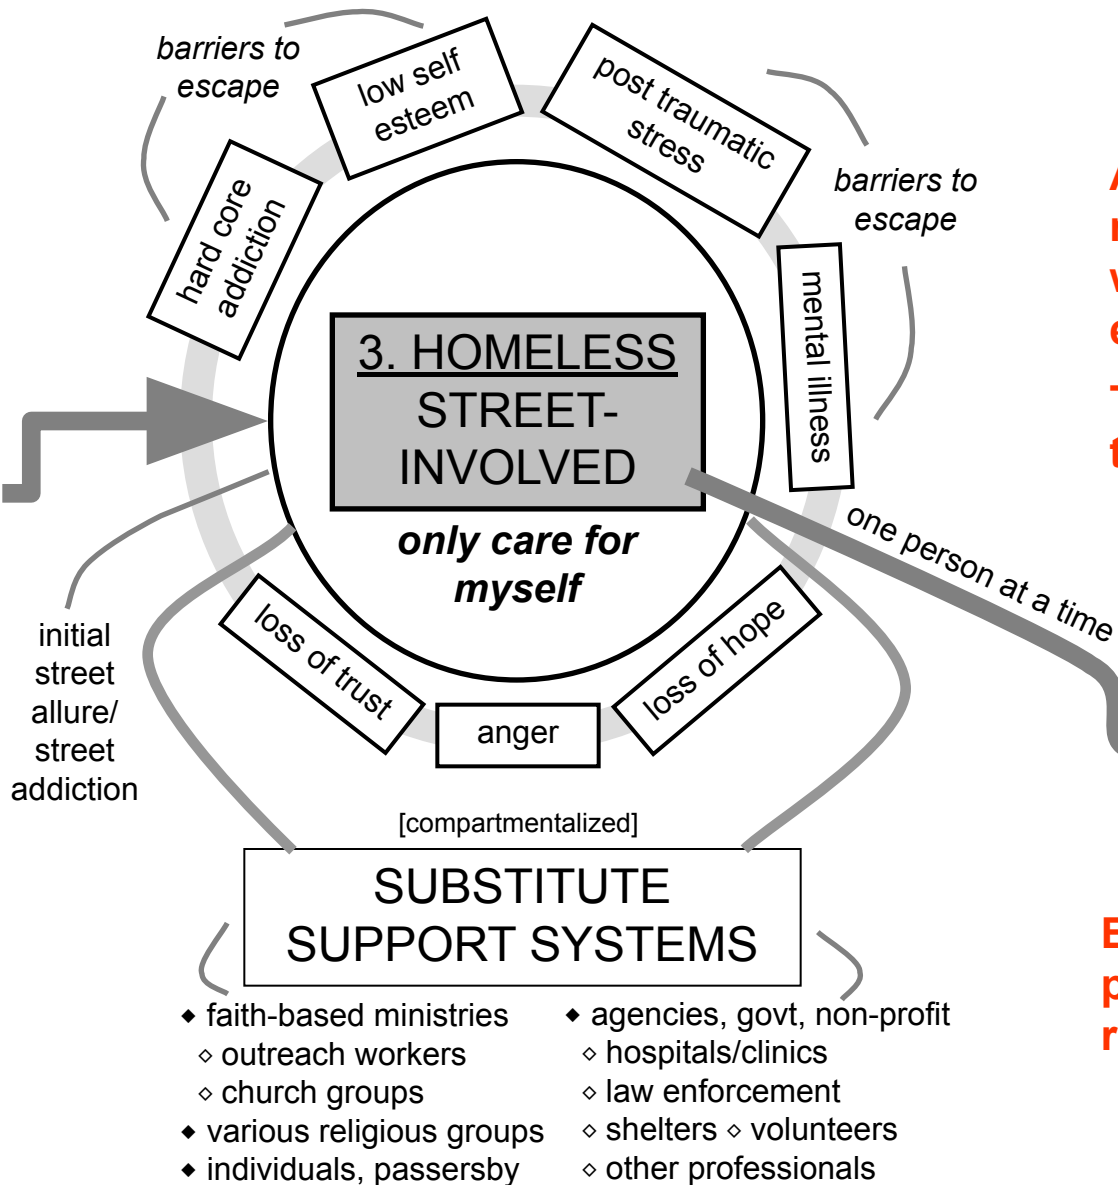 barriers to
escape
low self
esteem
post traumatic
stress
barriers to
escape
hard core
addiction
mental illness
3. HOMELESS
STREET-
INVOLVED
only care for
myself
one person at a time
initial
street
allure/
street
addiction
loss of trust
anger
loss of hope
[compartmentalized]
SUBSTITUTE
SUPPORT SYSTEMS
◆ faith-based ministries
◇ outreach workers
◇ church groups
◆ various religious groups
◆ individuals, passersby
◆ agencies, govt, non-profit
◇ hospitals/clinics
◇ law enforcement
◇ shelters ◇ volunteers
◇ other professionals